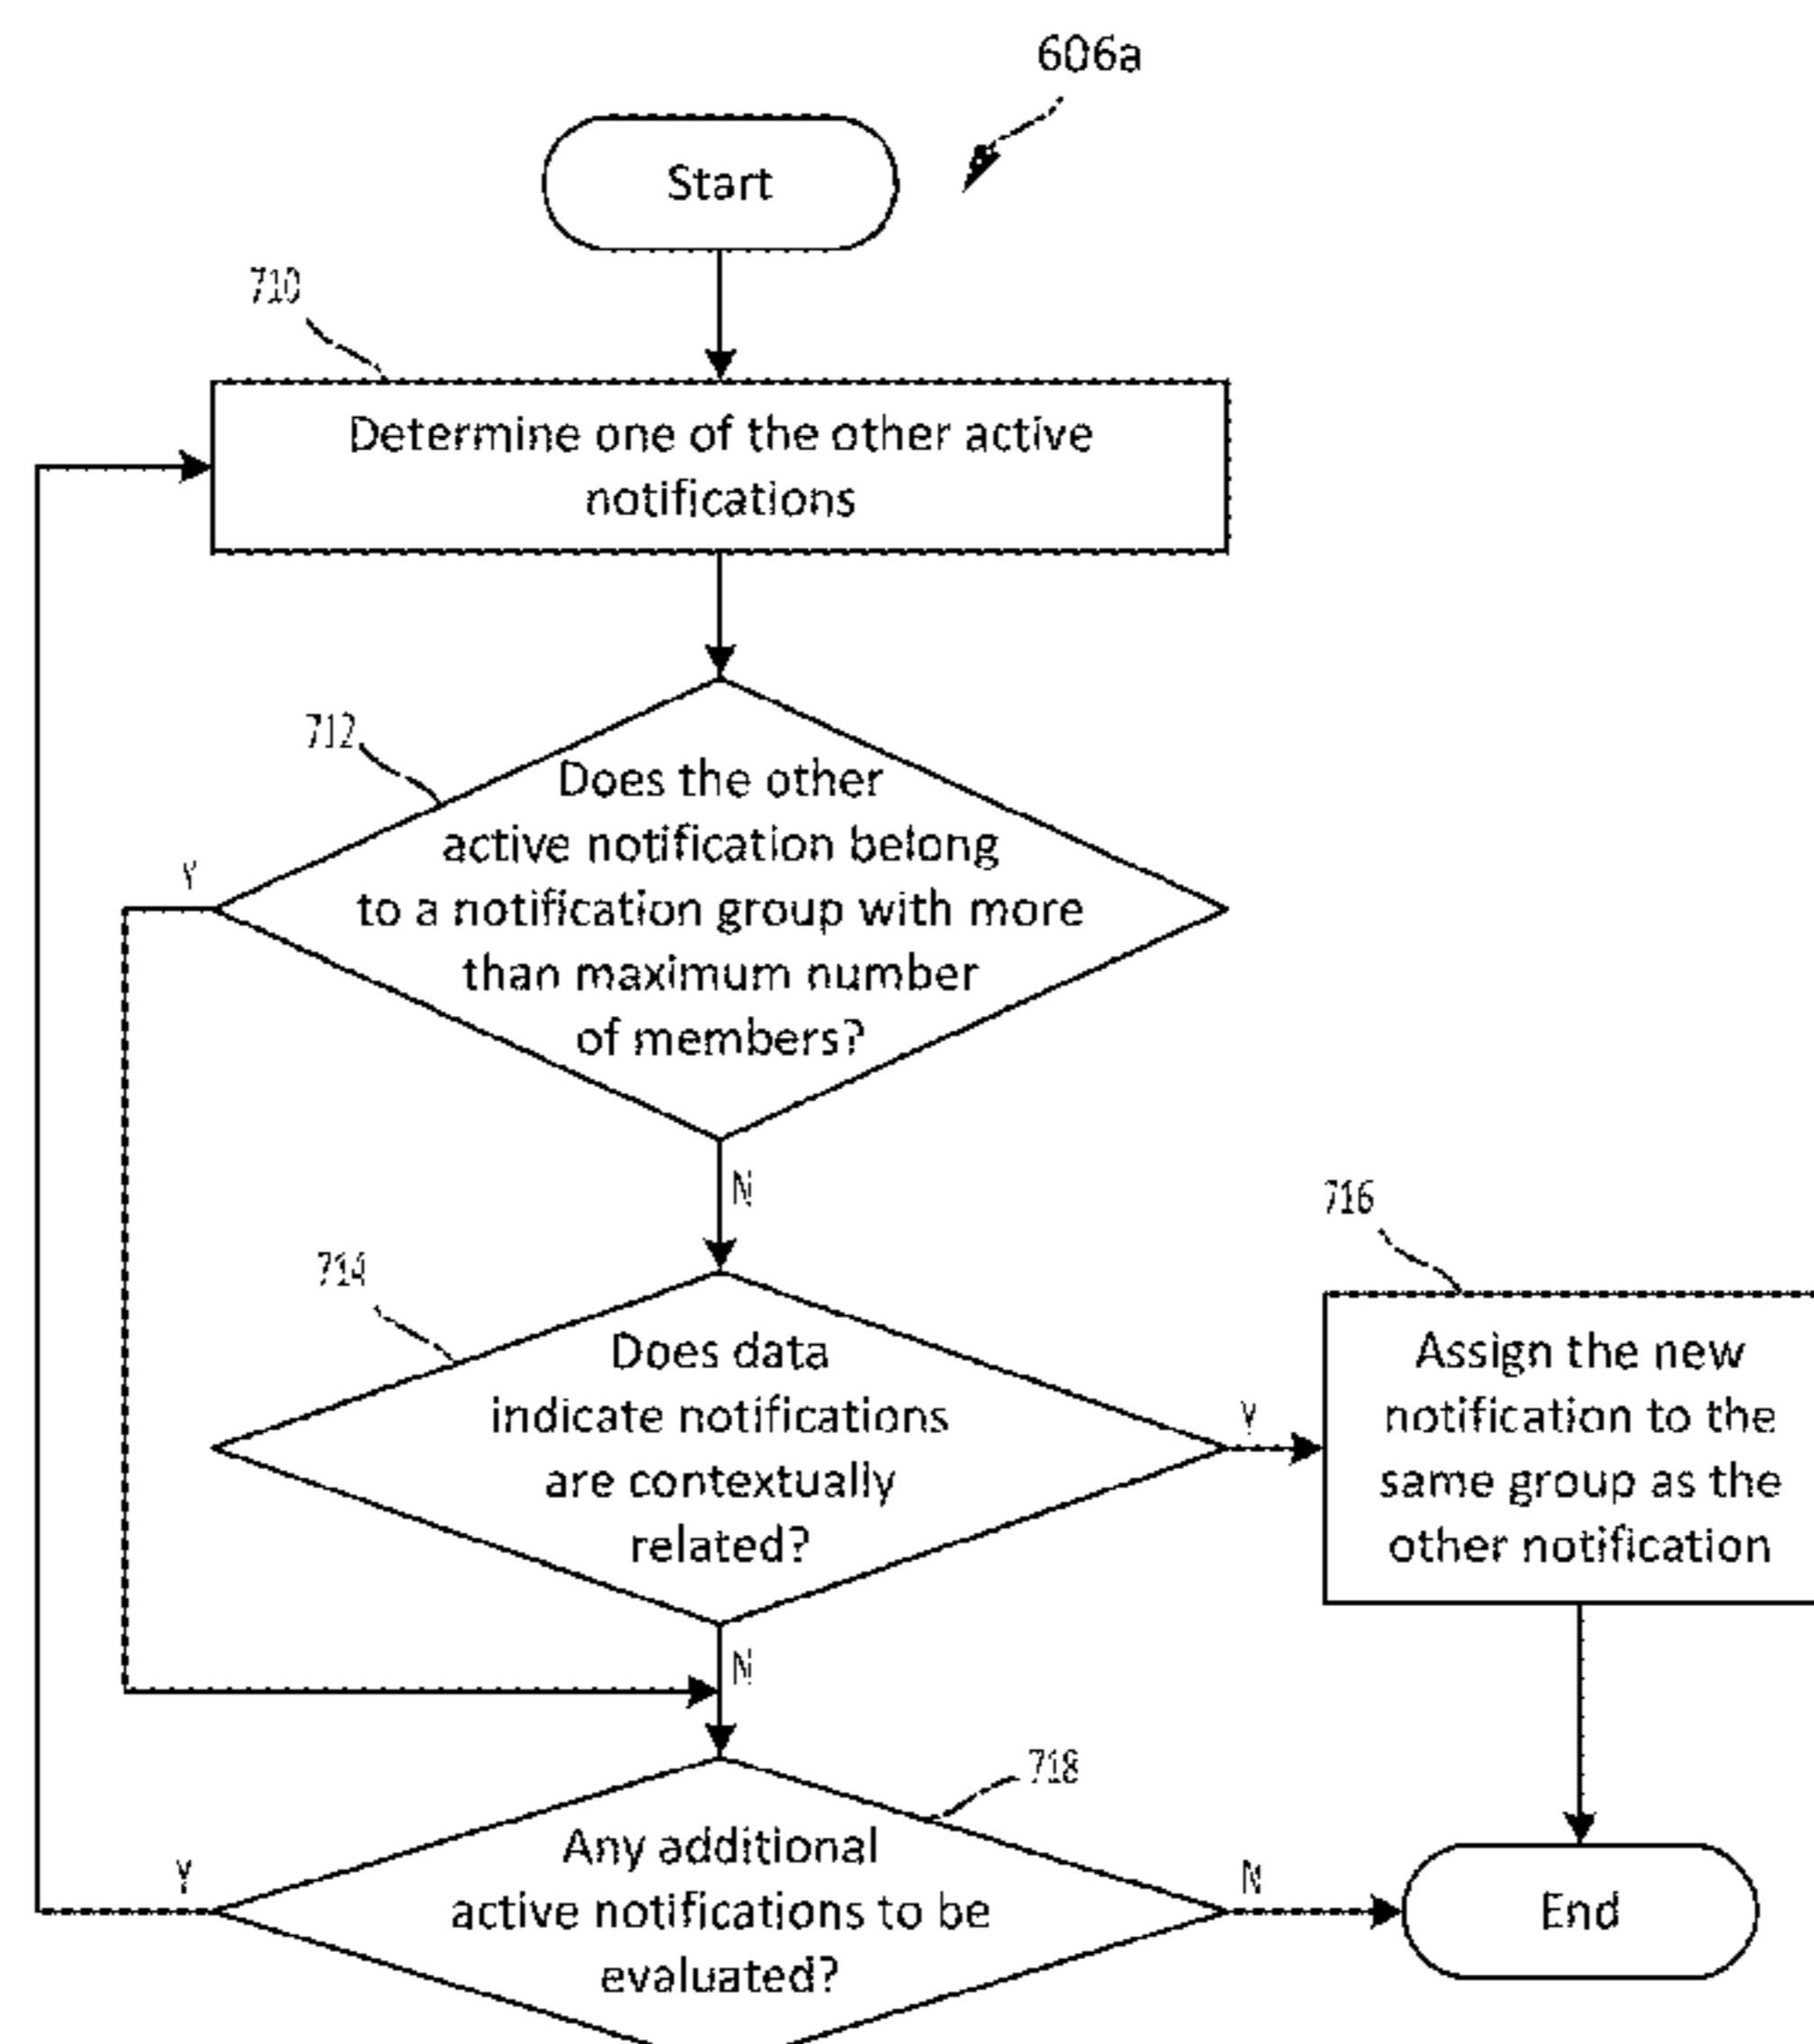 606a
Start
710
Determine one of the other active
notifications
712
Does the other
active notification belong
to a notification group with more
than maximum number
of members?
Y
N
714
Does data
indicate notifications
are contextually
related?
Y
N
716
Assign the new
notification to the
same group as the
other notification
718
Any additional
active notifications to be
evaluated?
Y
N
End